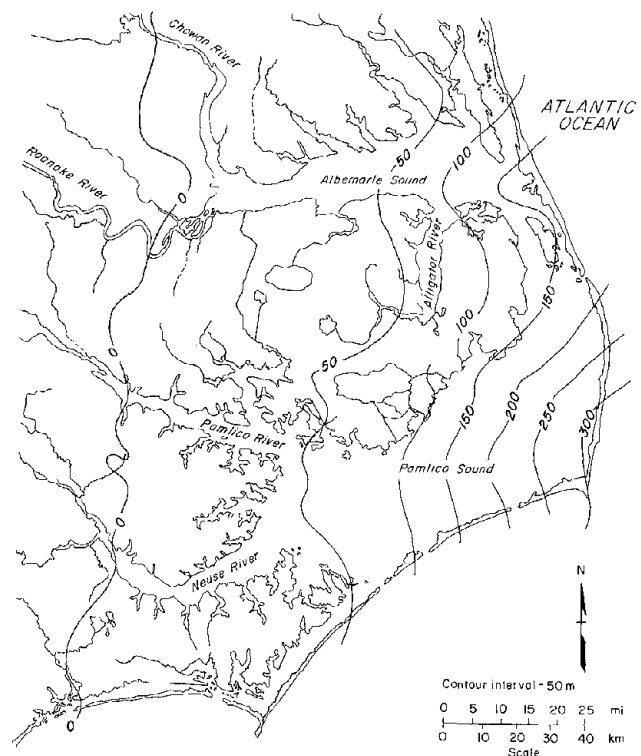 Chowan River
ATLANTIC
OCEAN
Roanoke River
0
50
100
Albemarle Sound
Alligator River
150
0
100
50
150
200
250
300
Pamlico River
Pamlico Sound
0
Neuse River
N
Contour interval - 50 m
0 5 10 15 20 25 mi
0 10 20 30 40 km
Scale
0